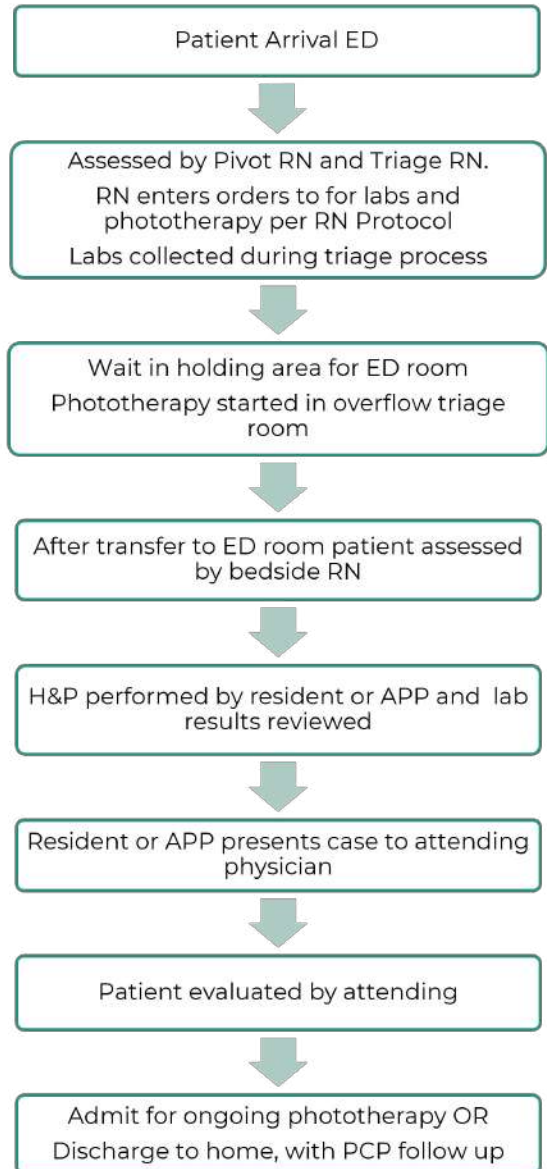 Patient Arrival ED
Assessed by Pivot RN and Triage RN.
RN enters orders to for labs and
phototherapy per RN Protocol
Labs collected during triage process
Wait in holding area for ED room
Phototherapy started in overflow triage
room
After transfer to ED room patient assessed
by bedside RN
H&P performed by resident or APP and lab
results reviewed
Resident or APP presents case to attending
physician
Patient evaluated by attending
Admit for ongoing phototherapy OR
Discharge to home, with PCP follow up